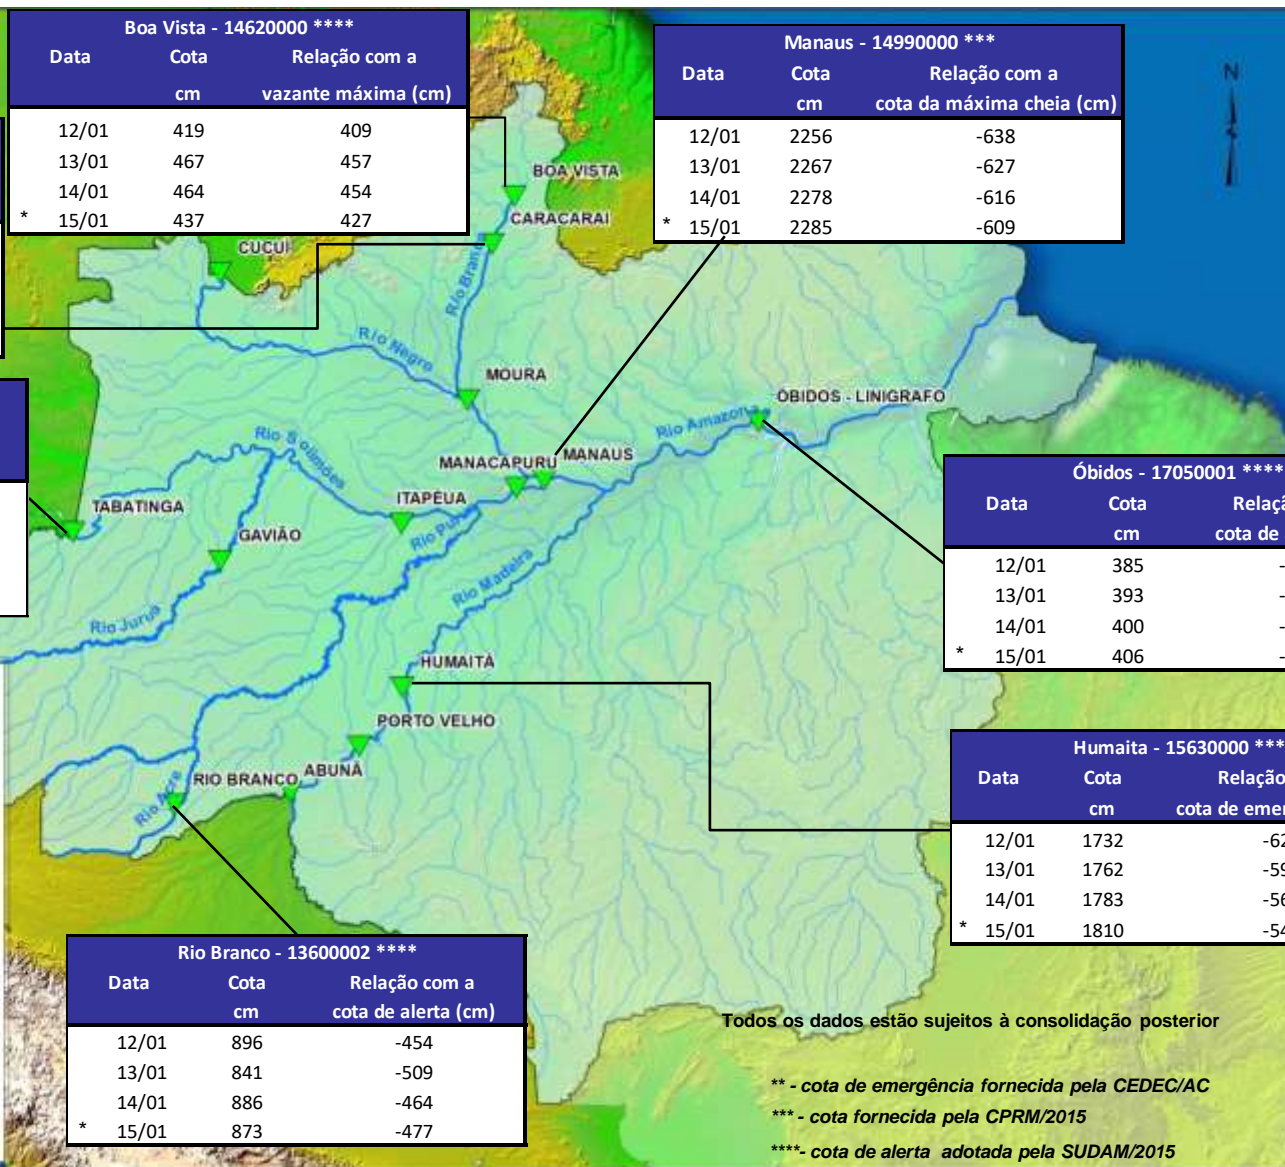 Boa Vista - 14620000 ****
Data Cota Relação com a
cm vazante máxima (cm)
12/01 419 409
13/01 467 457
14/01 464 454
* 15/01 437 427
Manaus - 14990000 ***
Data Cota Relação com a
cm cota da máxima cheia (cm)
12/01 2256 -638
13/01 2267 -627
14/01 2278 -616
* 15/01 2285 -609
N
BOA VISTA
CARACARAI
CUCUI
Rio Branco
Rio Negro
MOURA
ÓBIDOS - LINIGRAFO
Rio Amazonas
Rio Solimões
MANACAPURU MANAUS
TABATINGA
ITAPEUA
GAVIÃO
Rio Purus
Rio Madeira
Rio Juruá
HUMAITÁ
PORTO VELHO
RIO BRANCO ABUNÃ
Rio Acre
Óbidos - 17050001 ****
Data Cota
cm cota de
12/01 385 -
13/01 393 -
14/01 400 -
* 15/01 406 -
Humaita - 15630000 ***
Data Cota Relação
cm
12/01 1732 -62
13/01 1762 -59
14/01 1783 -56
* 15/01 1810 -54
Rio Branco - 13600002 ****
Data Cota Relação com a
cm cota de alerta (cm)
12/01 896 -454
13/01 841 -509
14/01 886 -464
* 15/01 873 -477
Todos os dados estão sujeitos à consolidação posterior
** - cota de emergência fornecida pela CEDEC/AC
*** - cota fornecida pela CPRM/2015
****- cota de alerta adotada pela SUDAM/2015